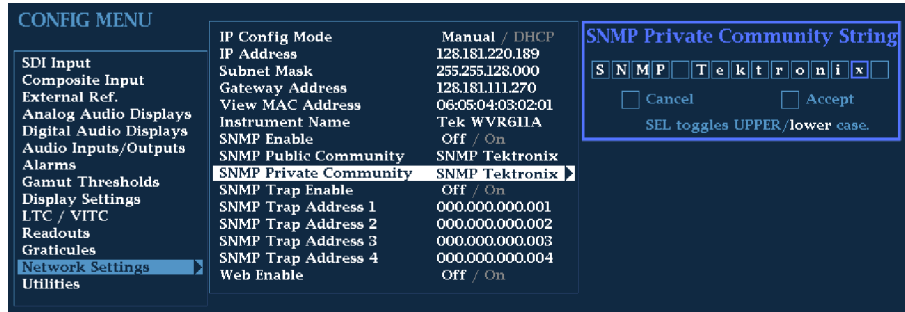 CONFIG MENU
SDI Input
Composite Input
External Ref.
Analog Audio Displays
Digital Audio Displays
Audio Inputs/Outputs
Alarms
Gamut Thresholds
Display Settings
LTC / VITC
Readouts
Graticules
Network Settings
Utilities
IP Config Mode Manual / DHCP
IP Address 128.181.220.189
Subnet Mask 255.255.128.000
Gateway Address 128.181.111.270
View MAC Address 06:05:04:03:02:01
Instrument Name Tek WVR611A
SNMP Enable Off / On
SNMP Public Community SNMP Tektronix
SNMP Private Community SNMP Tektronix
SNMP Trap Enable Off / On
SNMP Trap Address 1 000.000.000.001
SNMP Trap Address 2 000.000.000.002
SNMP Trap Address 3 000.000.000.003
SNMP Trap Address 4 000.000.000.004
Web Enable Off / On
SNMP Private Community String
SNMP Tektronix
Cancel Accept
SEL toggles UPPER/lower case.